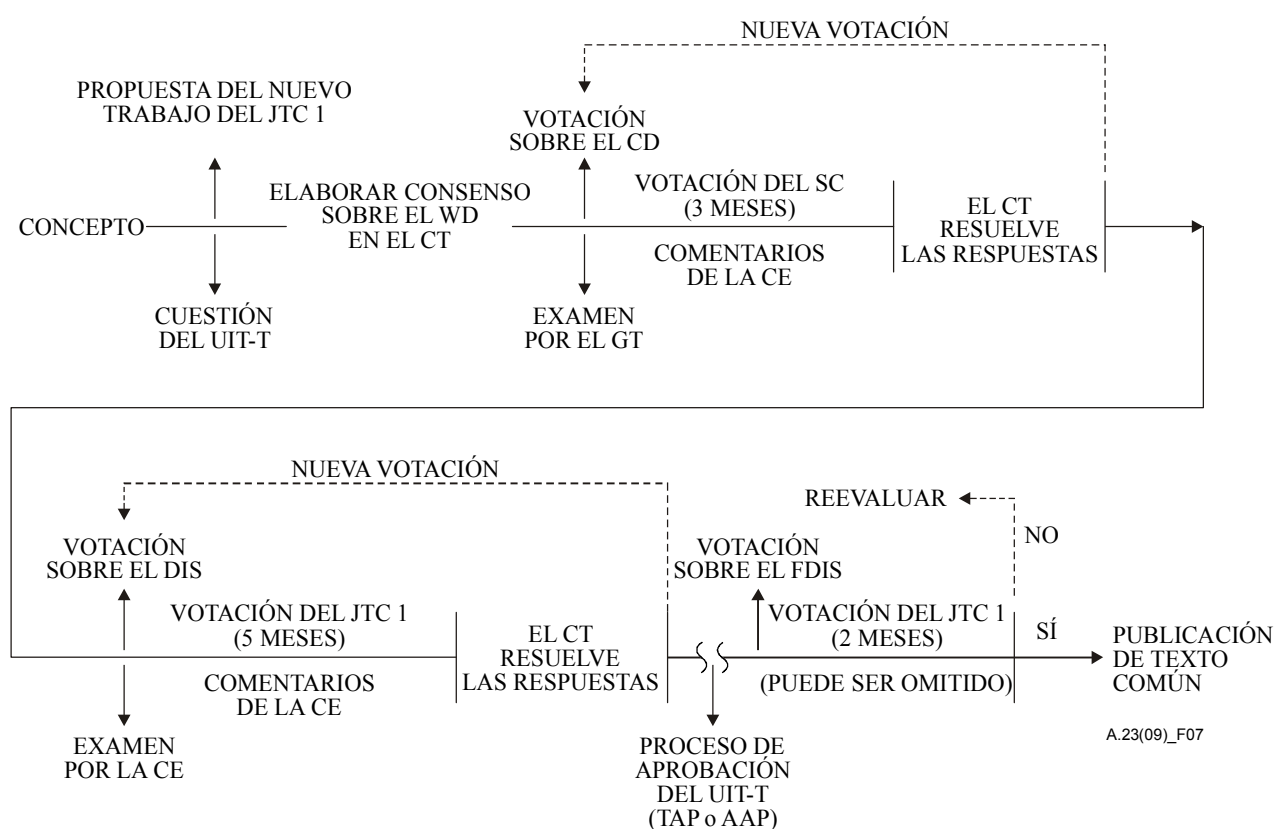 NUEVA VOTACIÓN
PROPUESTA DEL NUEVO
TRABAJO DEL JTC 1
VOTACIÓN
SOBRE EL CD
CONCEPTO
ELABORAR CONSENSO
SOBRE EL WD
EN EL CT
VOTACIÓN DEL SC
(3 MESES)
COMENTARIOS
DE LA CE
EL CT
RESUELVE
LAS RESPUESTAS
CUESTIÓN
DEL UIT-T
EXAMEN
POR EL GT
NUEVA VOTACIÓN
REEVALUAR
NO
VOTACIÓN
SOBRE EL DIS
VOTACIÓN
SOBRE EL FDIS
VOTACIÓN DEL JTC 1
(5 MESES)
COMENTARIOS
DE LA CE
EL CT
RESUELVE
LAS RESPUESTAS
VOTACIÓN DEL JTC 1
(2 MESES)
(PUEDE SER OMITIDO)
SÍ
PUBLICACIÓN
DE TEXTO
COMÚN
EXAMEN
POR LA CE
PROCESO DE
APROBACIÓN
DEL UIT-T
(TAP o AAP)
A.23(09)_F07